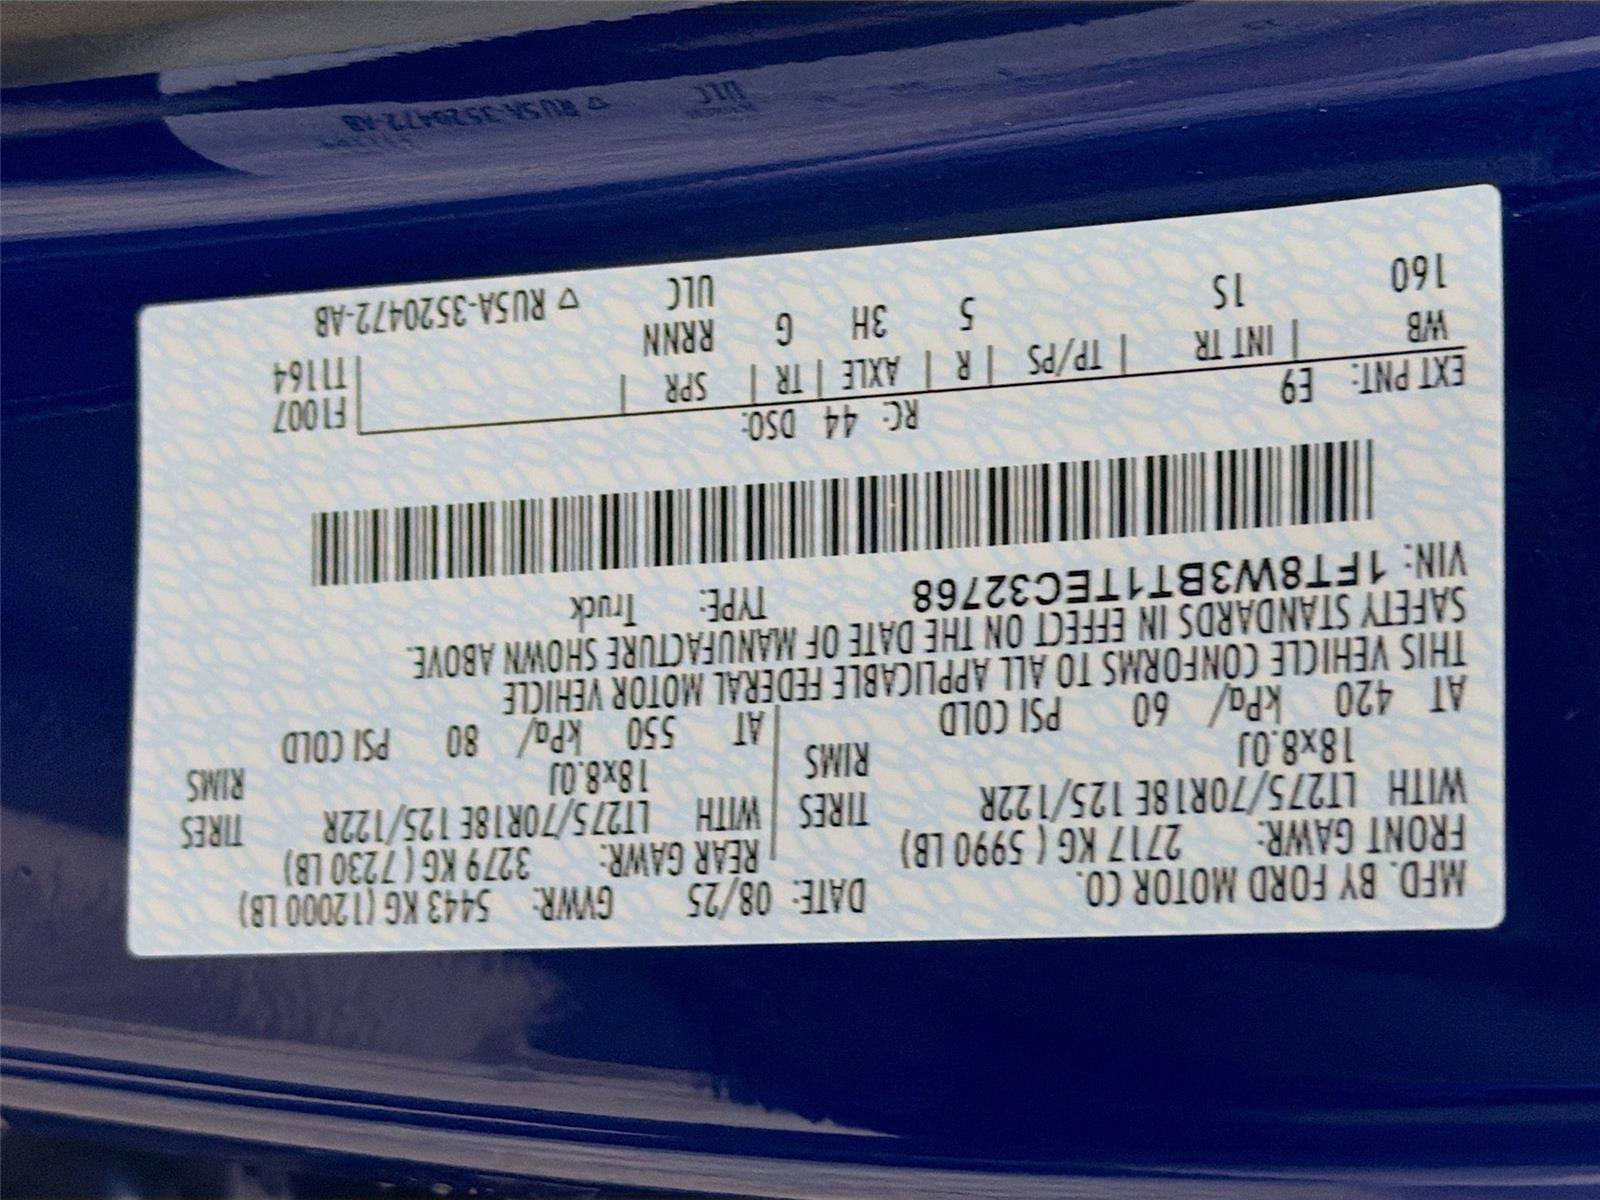 MFD. BY FORD MOTOR CO. DATE: 08/25 GVWR: 5443 KG (12000 LB)
FRONT GAWR: 2717 KG ( 5990 LB) REAR GAWR: 3279 KG ( 7230 LB)
WITH LT275/70R18E 125/122R TIRES WITH LT275/70R18E 125/122R TIRES
18x8.0J RIMS 18x8.0J RIMS
AT 420 kPa/ 60 PSI COLD AT 550 kPa/ 80 PSI COLD
THIS VEHICLE CONFORMS TO ALL APPLICABLE FEDERAL MOTOR VEHICLE
SAFETY STANDARDS IN EFFECT ON THE DATE OF MANUFACTURE SHOWN ABOVE.
VIN: 1FT8W3BT1TEC32768 TYPE: Truck
EXT PNT: E9 RC: 44 DSO: F1007
WB | INT TR | TP/PS | R | AXLE | TR | SPR | T1164
160 1S 5 3H G RRNN
ULC ▽ RU5A-3520472-AB
ULC ▽ RU5A-3520472-AB